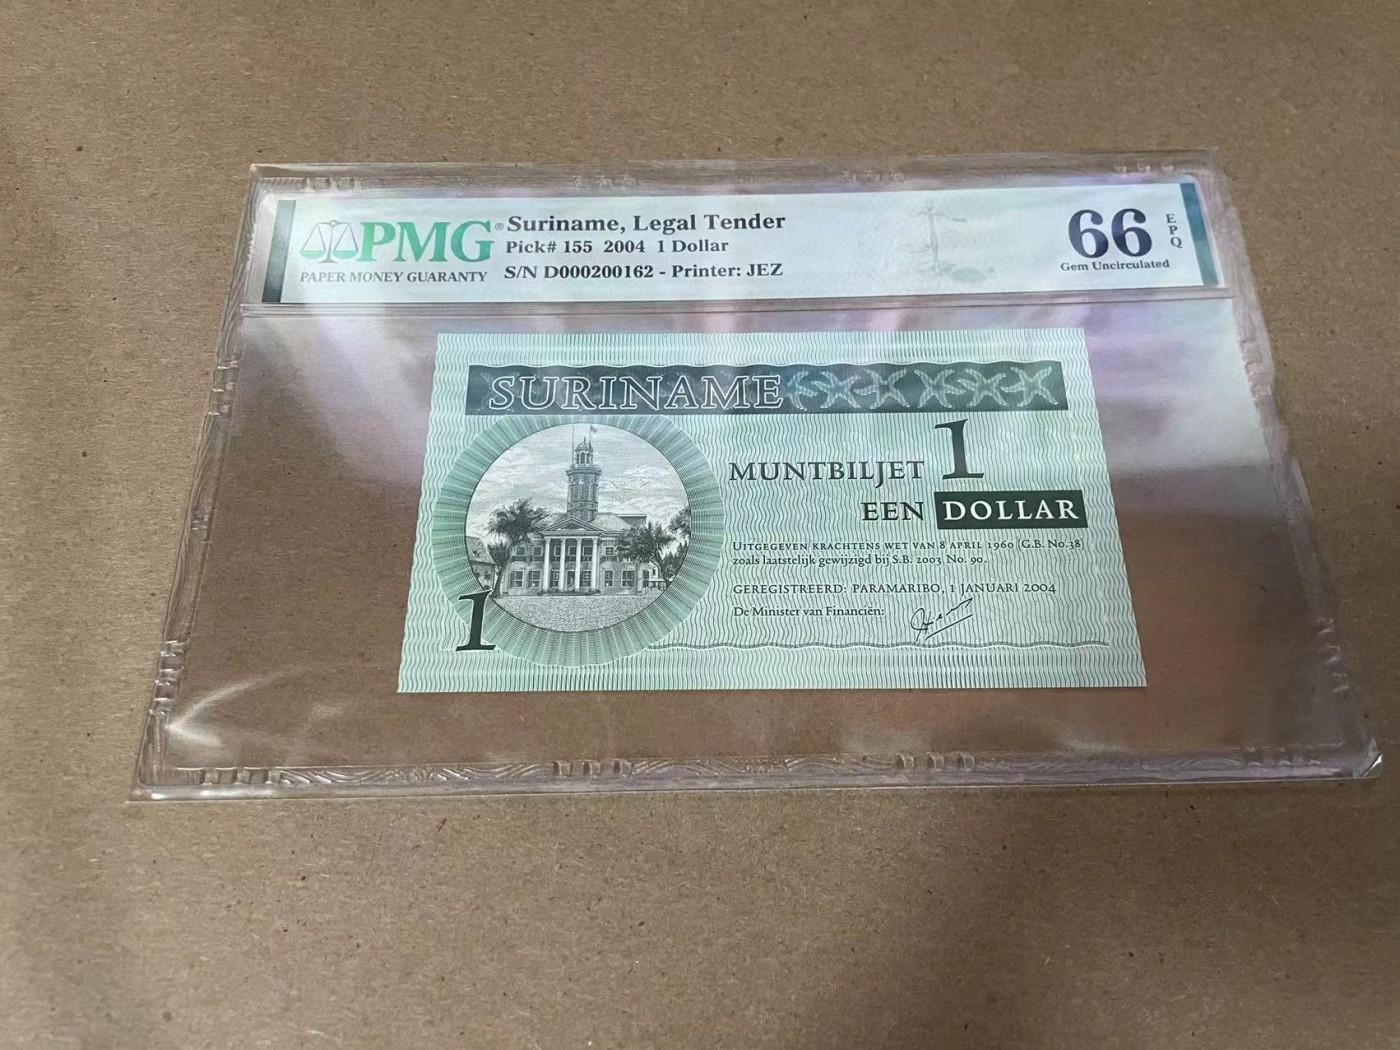 PMG®
PAPER MONEY GUARANTY
Suriname, Legal Tender
Pick# 155 2004 1 Dollar
S/N D000200162 - Printer: JEZ
66
EPQ
Gem Uncirculated
SURINAME
MUNTBILJET 1
EEN DOLLAR
UITGEGEVEN KRACHTENS WET VAN 8 APRIL 1960 (G.B. No.38)
zoals laatstelijk gewijzigd bij S.B. 2003 No. 90.
GEREGISTREERD: PARAMARIBO, 1 JANUARI 2004
De Minister van Financiën:
1